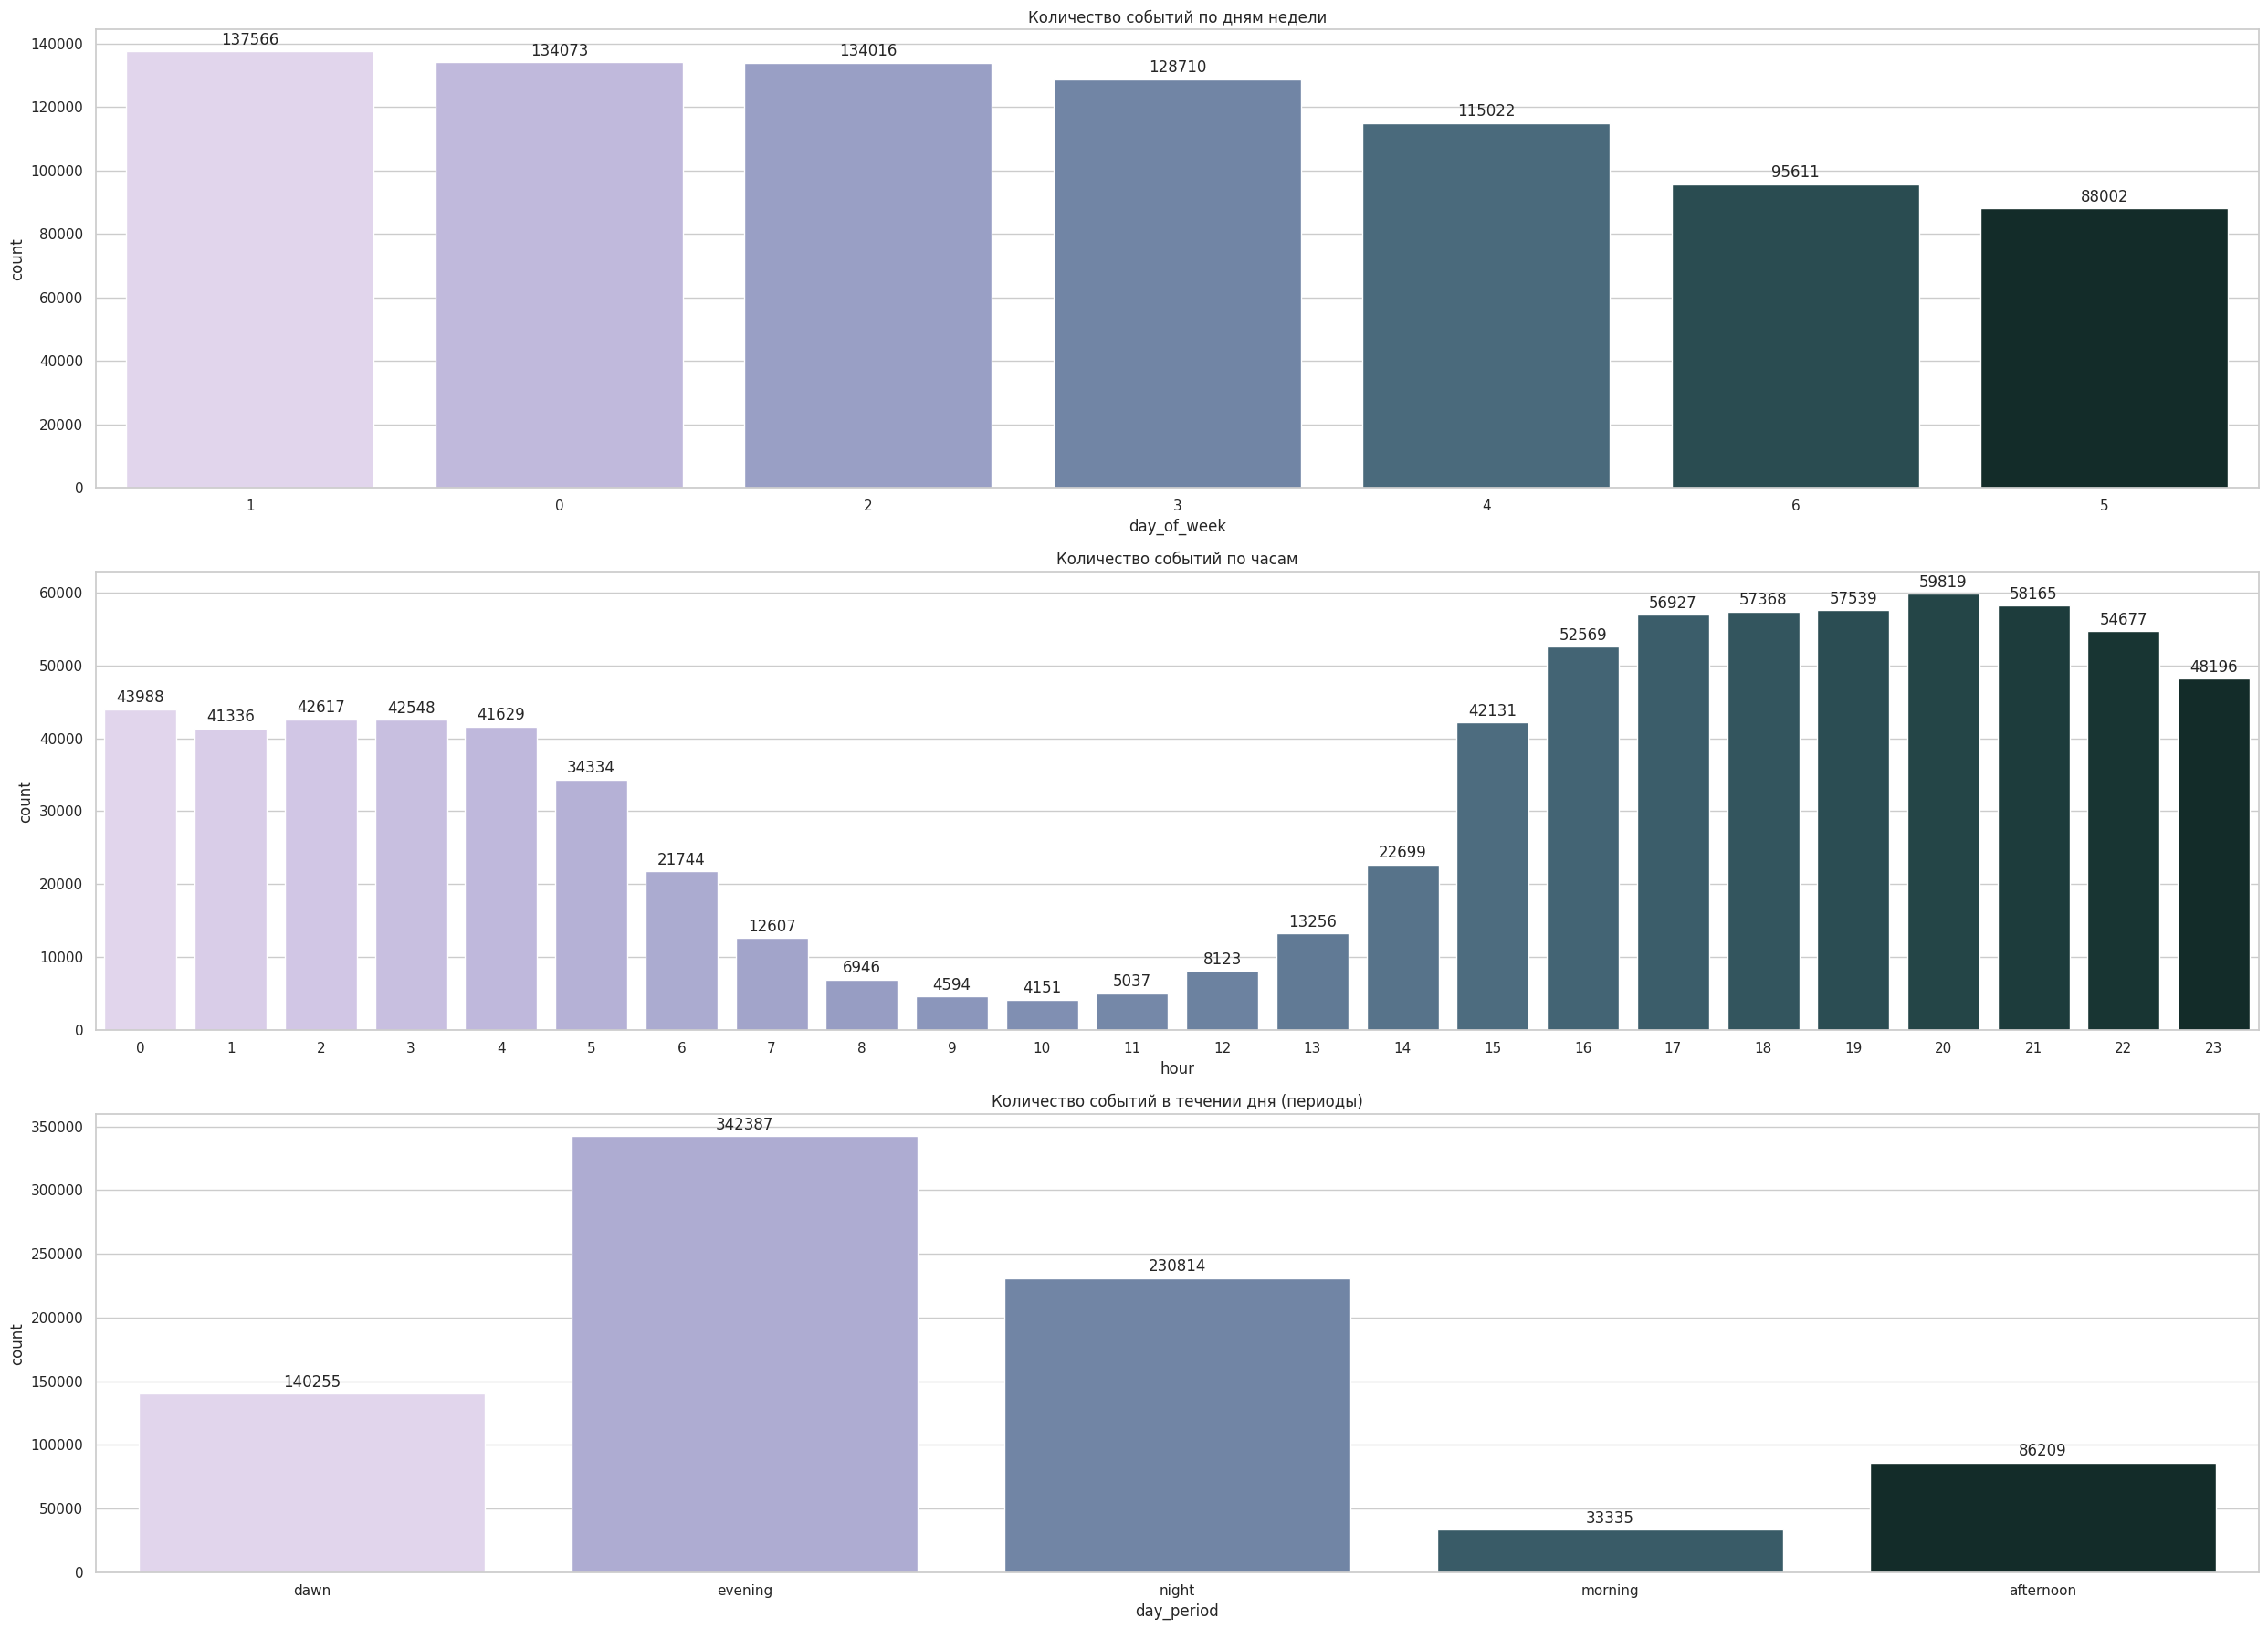 Количество событий по дням недели
137566 134073 134016 128710 115022 95611 88002
140000
120000
100000
80000
60000
40000
20000
0
count
1 0 2 3 4 6 5
day_of_week
Количество событий по часам
43988 41336 42617 42548 41629 34334 21744 12607 6946 4594 4151 5037 8123 13256 22699 42131 52569 56927 57368 57539 59819 58165 54677 48196
60000
50000
40000
30000
20000
10000
0
count
0 1 2 3 4 5 6 7 8 9 10 11 12 13 14 15 16 17 18 19 20 21 22 23
hour
Количество событий в течении дня (периоды)
140255 342387 230814 33335 86209
350000
300000
250000
200000
150000
100000
50000
0
count
dawn evening night morning afternoon
day_period